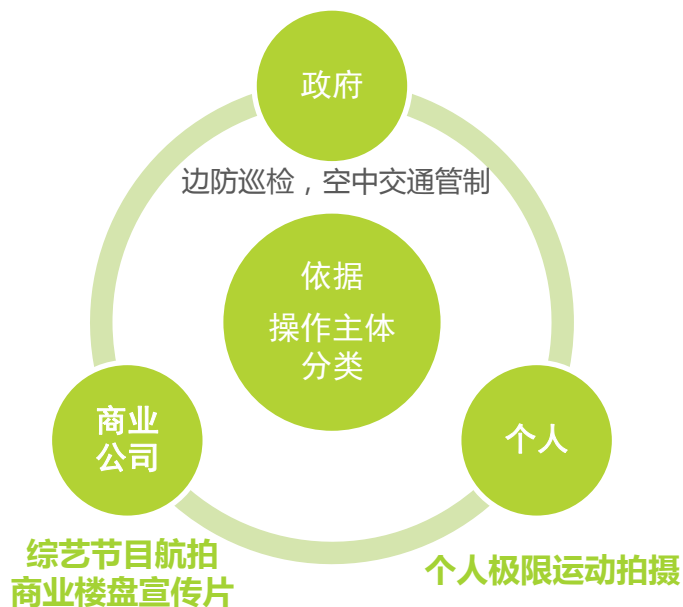 政府
边防巡检，空中交通管制
依据
操作主体
分类
商业
公司
个人
综艺节目航拍
商业楼盘宣传片
个人极限运动拍摄